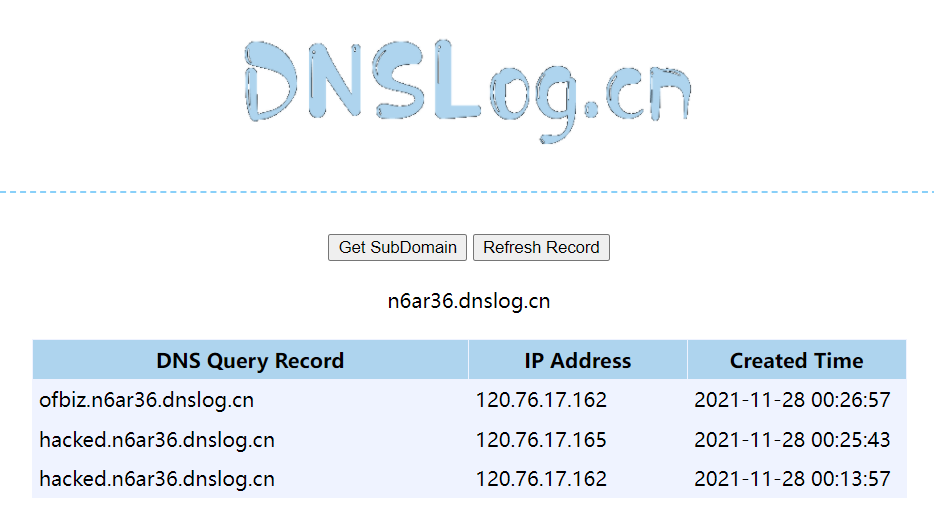 DNSLog.cn
Get SubDomain Refresh Record
n6ar36.dnslog.cn
DNS Query Record IP Address Created Time
ofbiz.n6ar36.dnslog.cn 120.76.17.162 2021-11-28 00:26:57
hacked.n6ar36.dnslog.cn 120.76.17.165 2021-11-28 00:25:43
hacked.n6ar36.dnslog.cn 120.76.17.162 2021-11-28 00:13:57